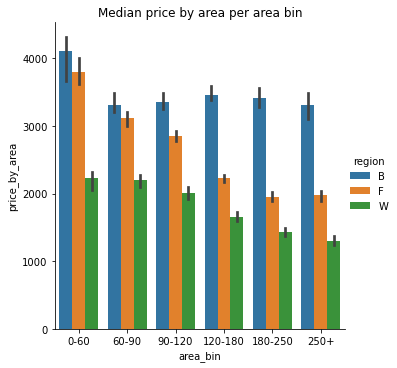 Median price by area per area bin
price_by_area
4000
3000
2000
1000
0
0-60 60-90 90-120 120-180 180-250 250+
area_bin
region
B
F
W